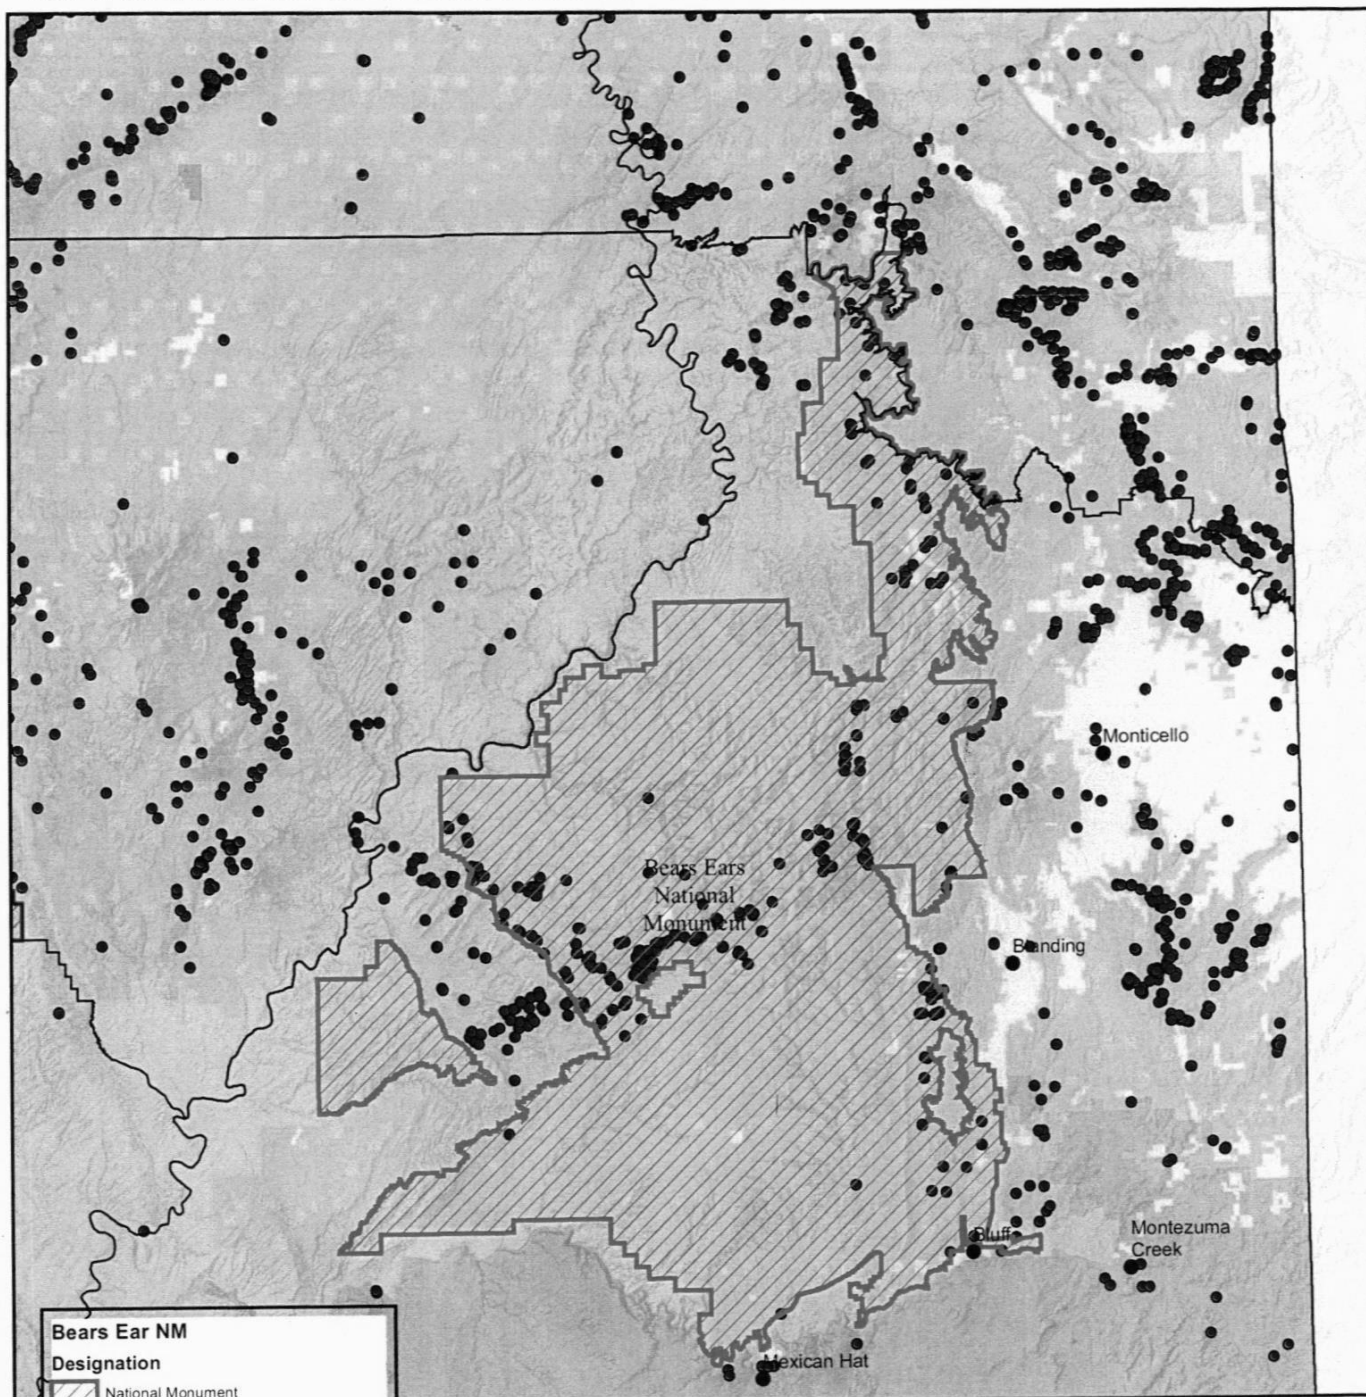 Monticello
Bears Ears
National
Monument
Blanding
Bluff
Montezuma
Creek
Mexican Hat
Bears Ear NM
Designation
National Monument